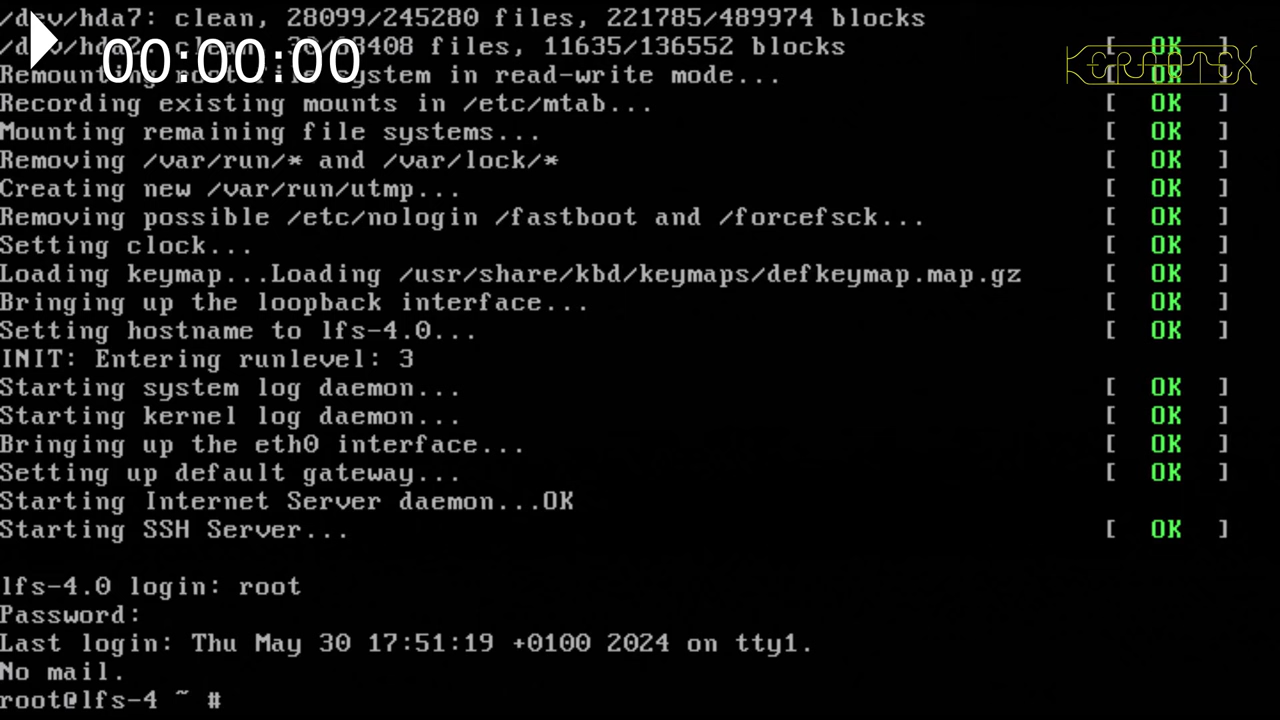 /dev/hda7: clean, 28099/245280 files, 221785/489974 blocks
clean, 408 files, 11635/136552 blocks [ OK ]
00:00:00
KERNOTEX
Remounting root file system in read-write mode... [ OK ]
Recording existing mounts in /etc/mtab... [ OK ]
Mounting remaining file systems... [ OK ]
Removing /var/run/* and /var/lock/* [ OK ]
Creating new /var/run/utmp... [ OK ]
Removing possible /etc/nologin /fastboot and /forcefsck... [ OK ]
Setting clock... [ OK ]
Loading keymap...Loading /usr/share/kbd/keymaps/defkeymap.map.gz [ OK ]
Bringing up the loopback interface... [ OK ]
Setting hostname to lfs-4.0... [ OK ]
INIT: Entering runlevel: 3
Starting system log daemon... [ OK ]
Starting kernel log daemon... [ OK ]
Bringing up the eth0 interface... [ OK ]
Setting up default gateway... [ OK ]
Starting Internet Server daemon...OK
Starting SSH Server... [ OK ]
lfs-4.0 login: root
Password:
Last login: Thu May 30 17:51:19 +0100 2024 on tty1.
No mail.
root@lfs-4 ~ #